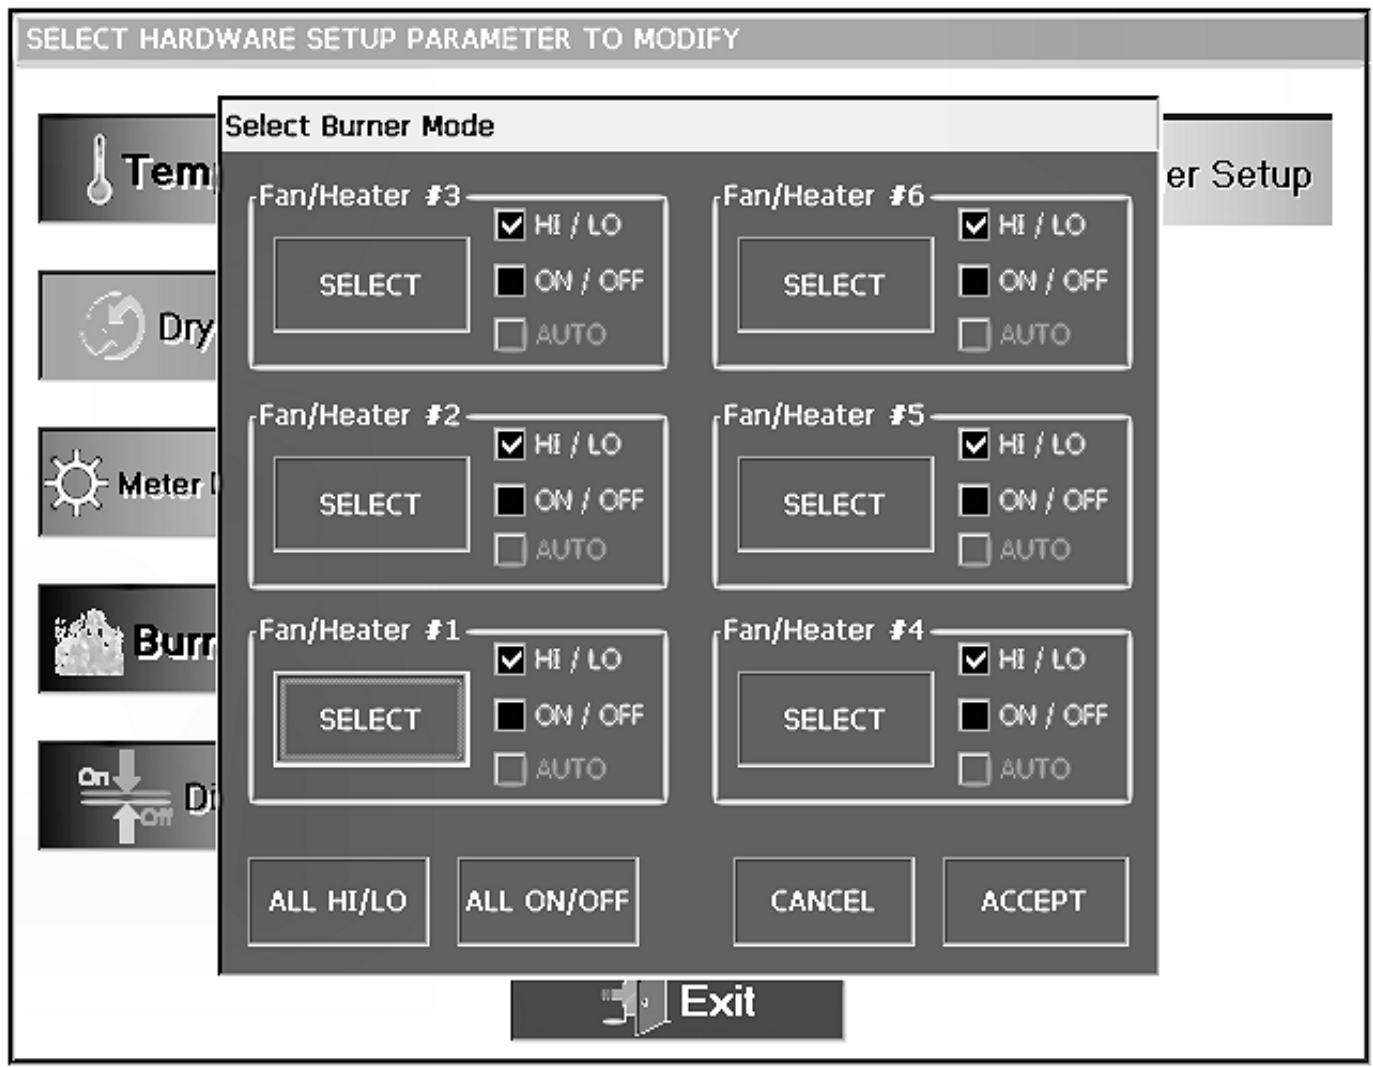 SELECT HARDWARE SETUP PARAMETER TO MODIFY
Select Burner Mode
Tem
er Setup
Dry
Meter
Burr
On
Off
Di
Fan/Heater #3
SELECT
HI / LO
ON / OFF
AUTO
Fan/Heater #6
SELECT
HI / LO
ON / OFF
AUTO
Fan/Heater #2
SELECT
HI / LO
ON / OFF
AUTO
Fan/Heater #5
SELECT
HI / LO
ON / OFF
AUTO
Fan/Heater #1
SELECT
HI / LO
ON / OFF
AUTO
Fan/Heater #4
SELECT
HI / LO
ON / OFF
AUTO
ALL HI/LO
ALL ON/OFF
CANCEL
ACCEPT
Exit